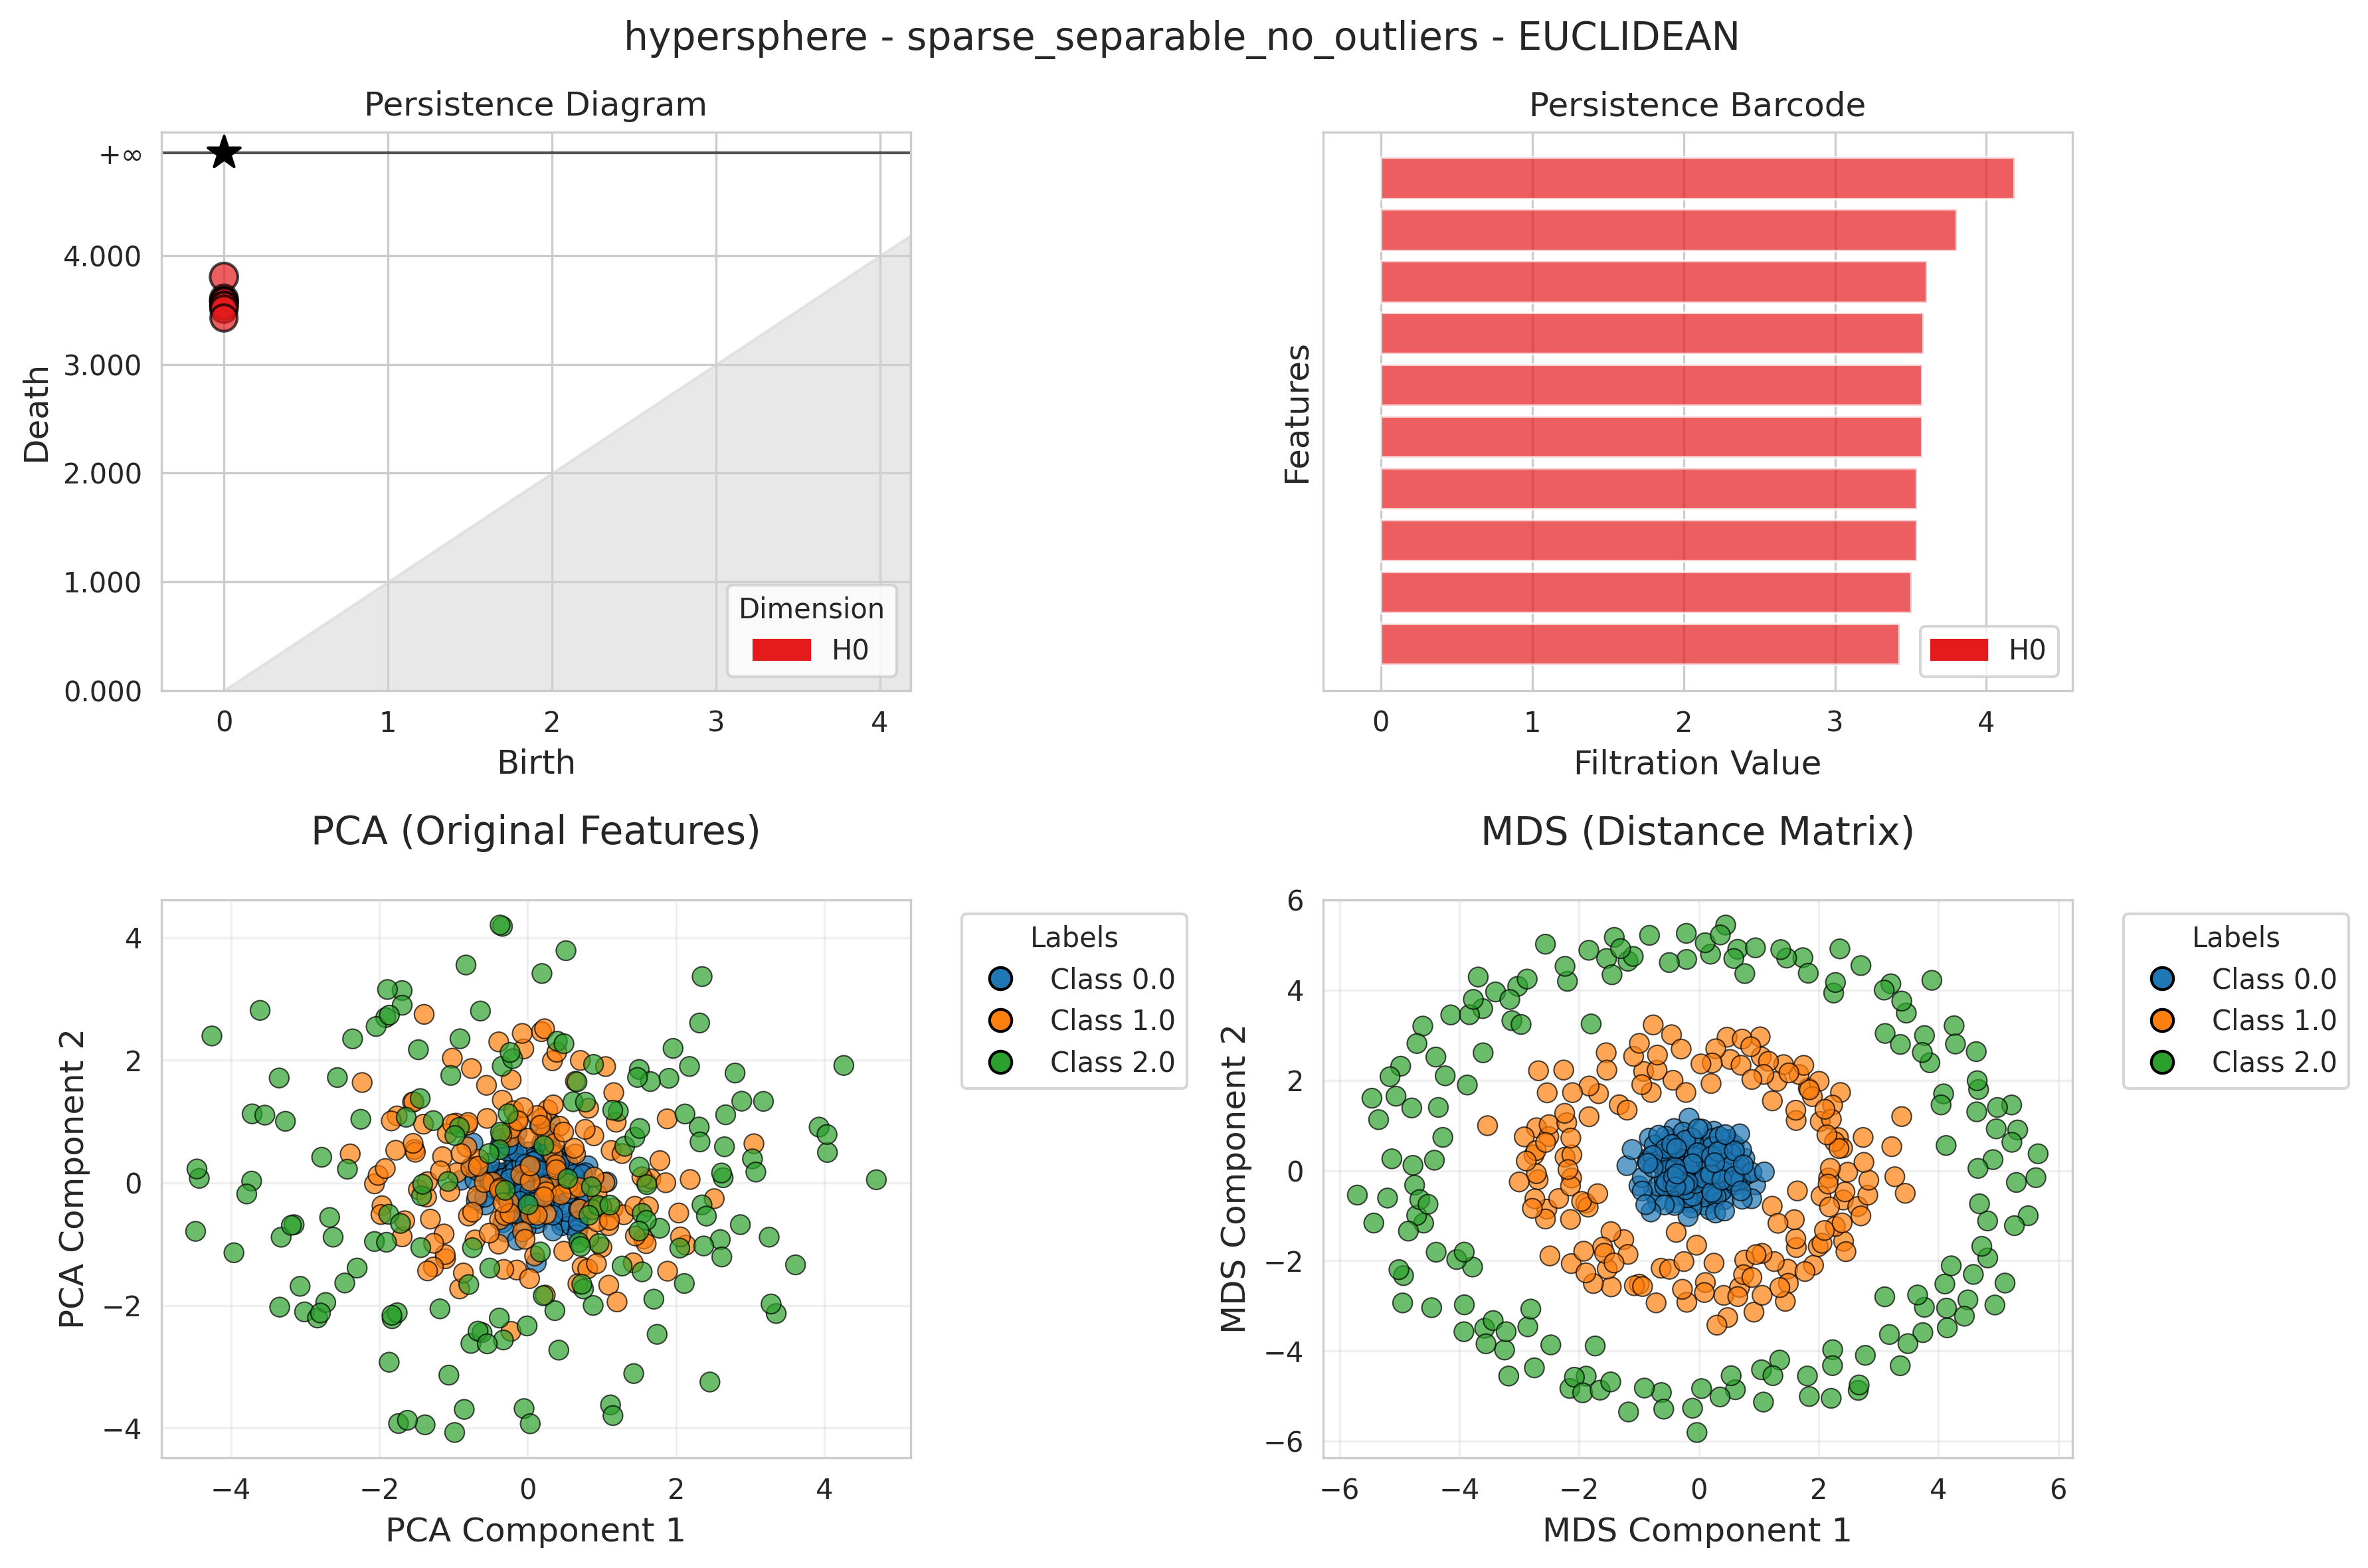 hypersphere - sparse_separable_no_outliers - EUCLIDEAN
Persistence Diagram
+∞
4.000
3.000
2.000
1.000
0.000
Death
0 1 2 3 4
Birth
Dimension
H0
Persistence Barcode
Features
0 1 2 3 4
Filtration Value
H0
PCA (Original Features)
4
2
0
−2
−4
PCA Component 2
−4 −2 0 2 4
PCA Component 1
Labels
Class 0.0
Class 1.0
Class 2.0
MDS (Distance Matrix)
6
4
2
0
−2
−4
−6
MDS Component 2
−6 −4 −2 0 2 4 6
MDS Component 1
Labels
Class 0.0
Class 1.0
Class 2.0